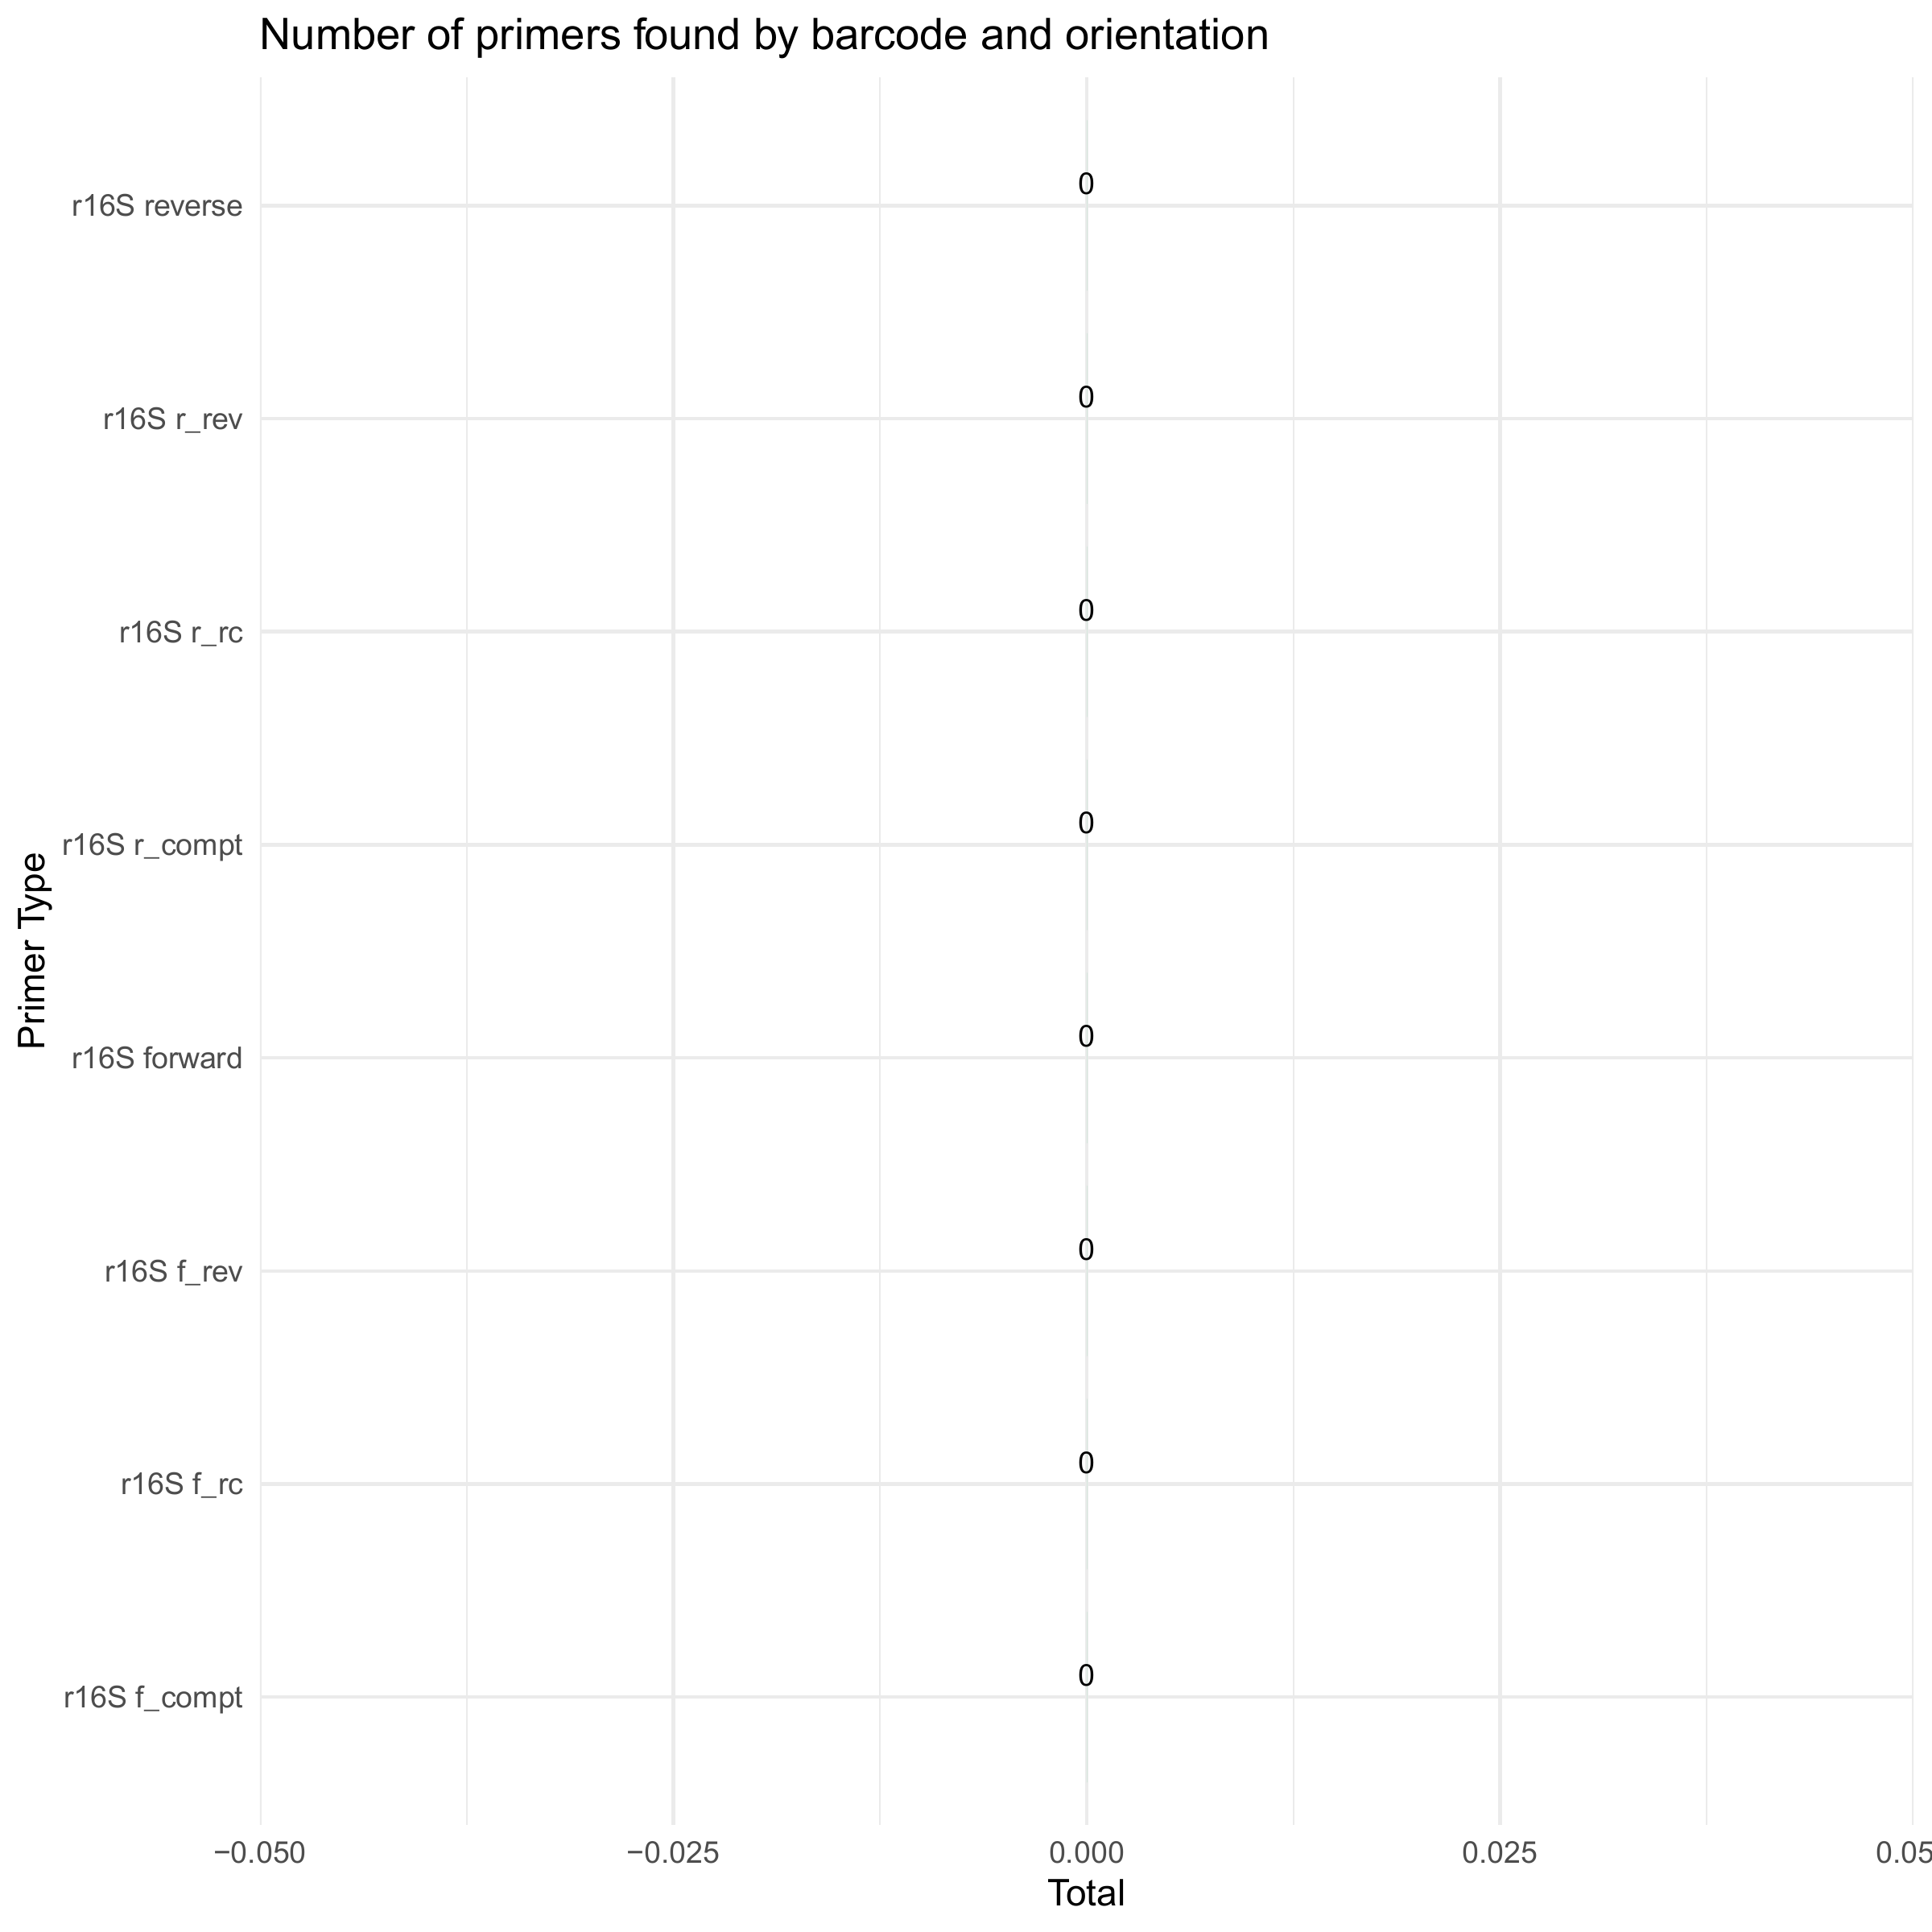 Number of primers found by barcode and orientation
r16S reverse
0
r16S r_rev
0
r16S r_rc
0
r16S r_compt
0
Primer Type
r16S forward
0
r16S f_rev
0
r16S f_rc
0
r16S f_compt
0
−0.050 −0.025 0.000 0.025 0.05
Total